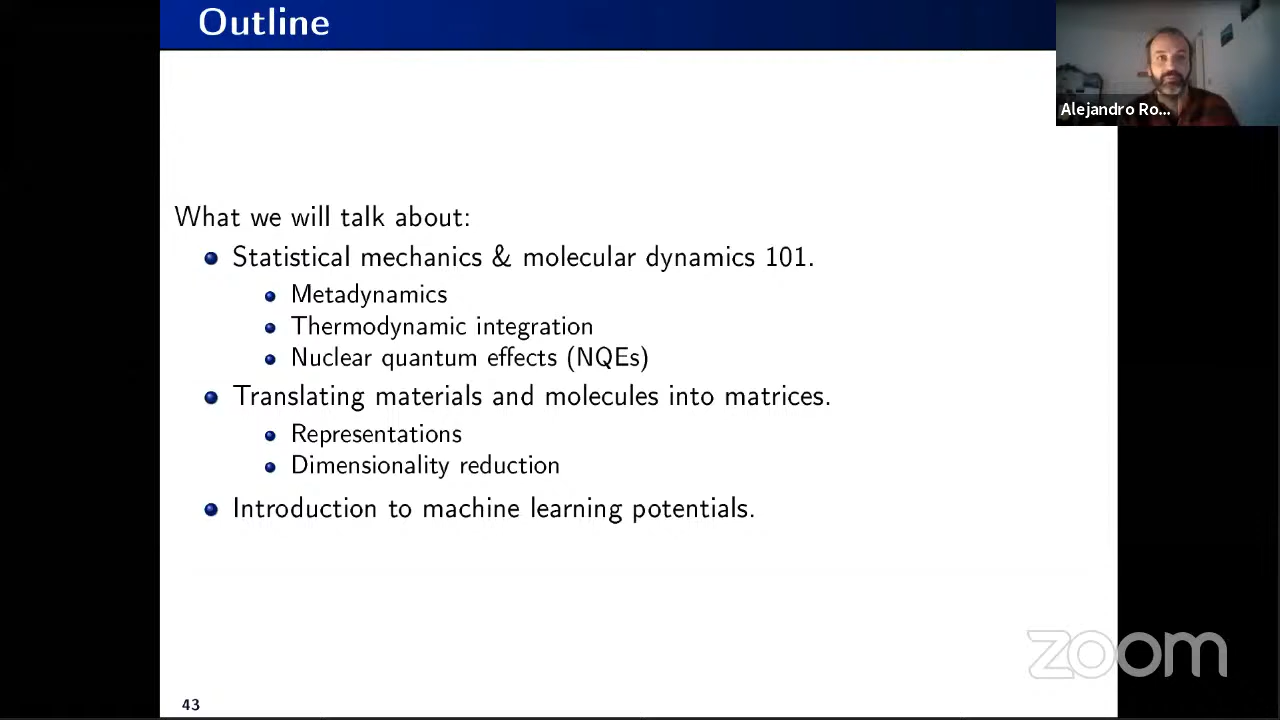 Outline
Alejandro Ro...
What we will talk about:
Statistical mechanics & molecular dynamics 101.
Metadynamics
Thermodynamic integration
Nuclear quantum effects (NQEs)
Translating materials and molecules into matrices.
Representations
Dimensionality reduction
Introduction to machine learning potentials.
zoom
43